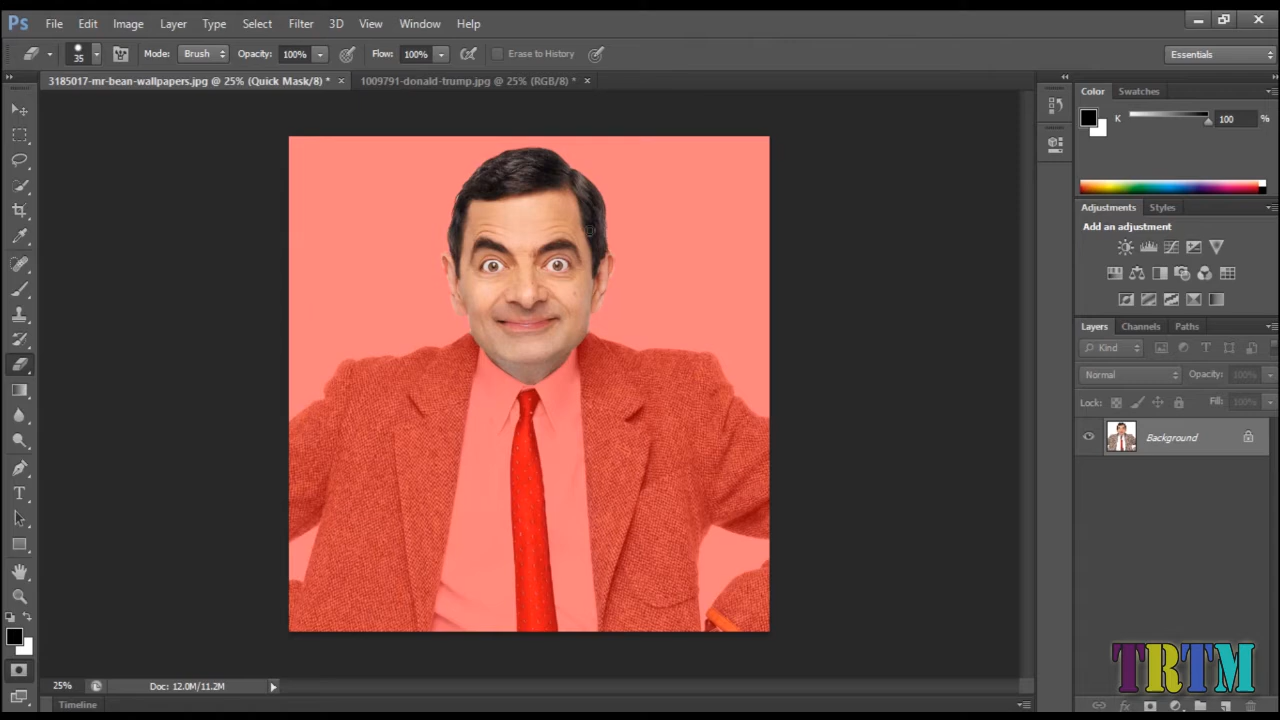 Ps File Edit Image Layer Type Select Filter 3D View Window Help
35 Mode: Brush Opacity: 100% Flow: 100% Erase to History Essentials
3185017-mr-bean-wallpapers.jpg @ 25% (Quick Mask/8) * × 1009791-donald-trump.jpg @ 25% (RGB/8) * ×
Color Swatches
K 100 %
Adjustments Styles
Add an adjustment
Layers Channels Paths
Kind
Normal Opacity: 100%
Lock: Fill: 100%
Background
TRTM
25% Doc: 12.0M/11.2M
Timeline